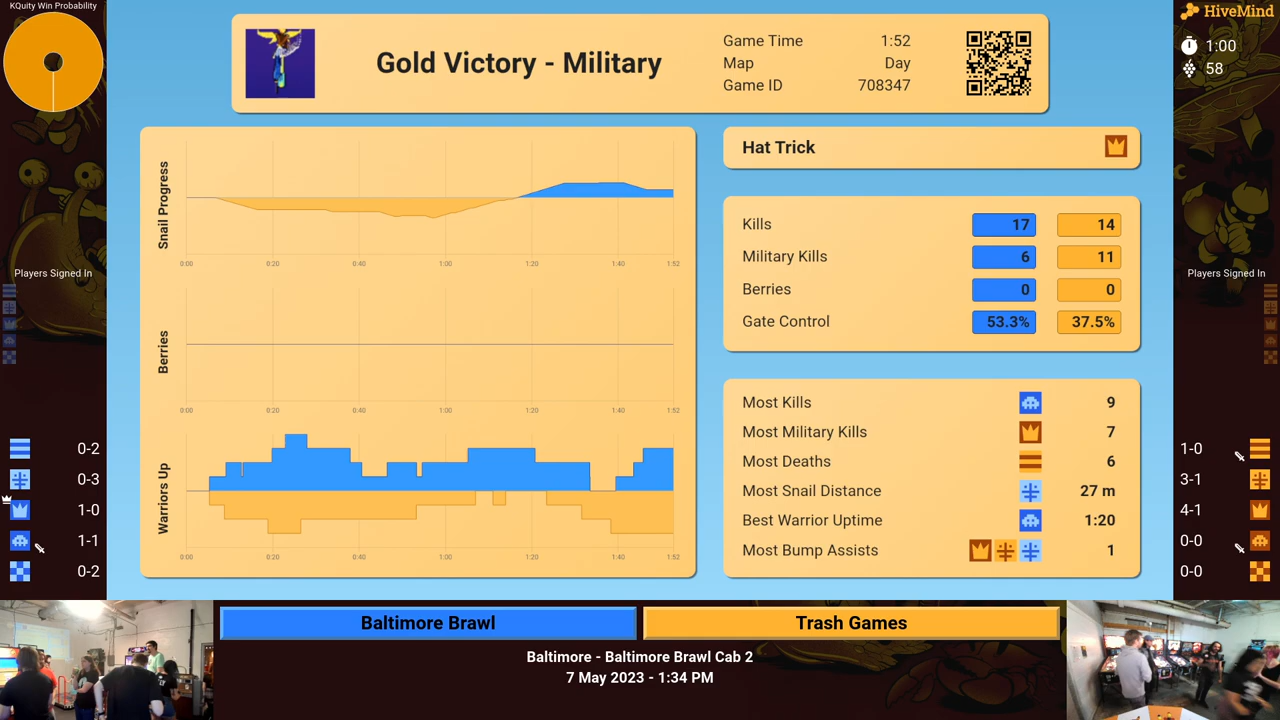 KQuity Win Probability
HiveMind
1:00
58
Gold Victory - Military
Game Time 1:52
Map Day
Game ID 708347
Snail Progress
0:00 0:20 0:40 1:00 1:20 1:40 1:52
Berries
0:00 0:20 0:40 1:00 1:20 1:40 1:52
Warriors Up
0:00 0:20 0:40 1:00 1:20 1:40 1:52
Hat Trick
Kills 17 14
Military Kills 6 11
Berries 0 0
Gate Control 53.3% 37.5%
Most Kills 9
Most Military Kills 7
Most Deaths 6
Most Snail Distance 27 m
Best Warrior Uptime 1:20
Most Bump Assists 1
Players Signed In
0-2
0-3
1-0
1-1
0-2
Players Signed In
1-0
3-1
4-1
0-0
0-0
Baltimore Brawl
Trash Games
Baltimore - Baltimore Brawl Cab 2
7 May 2023 - 1:34 PM